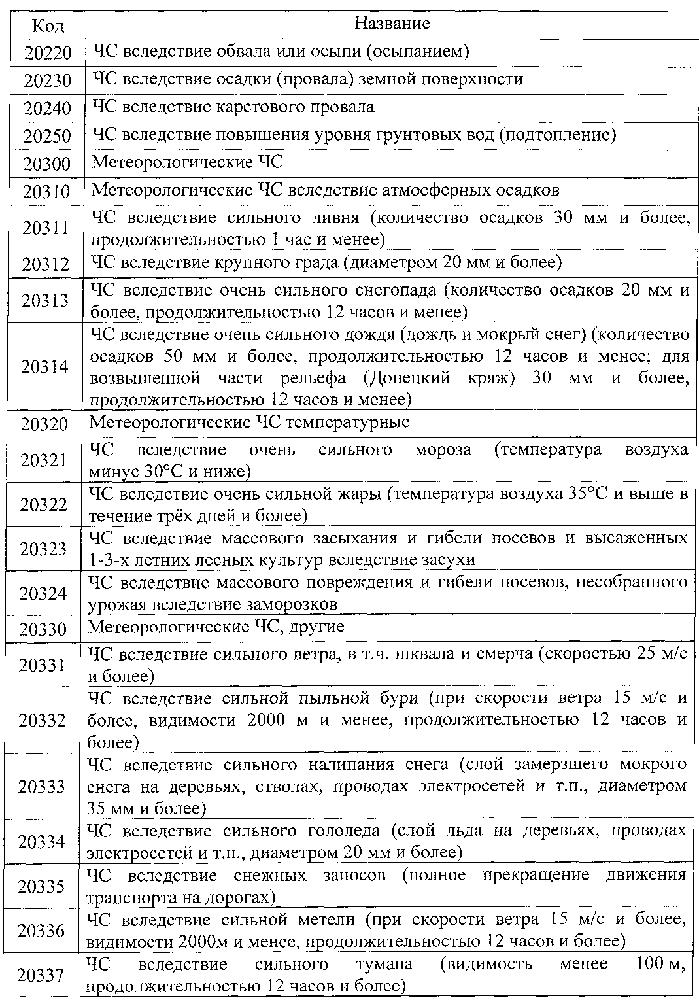 Код Название
20220 ЧС вследствие обвала или осыпи (осыпанием)
20230 ЧС вследствие осадки (провала) земной поверхности
20240 ЧС вследствие карстового провала
20250 ЧС вследствие повышения уровня грунтовых вод (подтопление)
20300 Метеорологические ЧС
20310 Метеорологические ЧС вследствие атмосферных осадков
20311 ЧС вследствие сильного ливня (количество осадков 30 мм и более,
продолжительностью 1 час и менее)
20312 ЧС вследствие крупного града (диаметром 20 мм и более)
20313 ЧС вследствие очень сильного снегопада (количество осадков 20 мм и
более, продолжительностью 12 часов и менее)
20314 ЧС вследствие очень сильного дождя (дождь и мокрый снег) (количество
осадков 50 мм и более, продолжительностью 12 часов и менее; для
возвышенной части рельефа (Донецкий кряж) 30 мм и более,
продолжительностью 12 часов и менее)
20320 Метеорологические ЧС температурные
20321 ЧС вследствие очень сильного мороза (температура воздуха
минус 30°С и ниже)
20322 ЧС вследствие очень сильной жары (температура воздуха 35°С и выше в
течение трёх дней и более)
20323 ЧС вследствие массового засыхания и гибели посевов и высаженных
1-3-х летних лесных культур вследствие засухи
20324 ЧС вследствие массового повреждения и гибели посевов, несобранного
урожая вследствие заморозков
20330 Метеорологические ЧС, другие
20331 ЧС вследствие сильного ветра, в т.ч. шквала и смерча (скоростью 25 м/с
и более)
20332 ЧС вследствие сильной пыльной бури (при скорости ветра 15 м/с и
более, видимости 2000 м и менее, продолжительностью 12 часов и
более)
20333 ЧС вследствие сильного налипания снега (слой замерзшего мокрого
снега на деревьях, стволах, проводах электросетей и т.п., диаметром
35 мм и более)
20334 ЧС вследствие сильного гололеда (слой льда на деревьях, проводах
электросетей и т.п., диаметром 20 мм и более)
20335 ЧС вследствие снежных заносов (полное прекращение движения
транспорта на дорогах)
20336 ЧС вследствие сильной метели (при скорости ветра 15 м/с и более,
видимости 2000м и менее, продолжительностью 12 часов и более)
20337 ЧС вследствие сильного тумана (видимость менее 100 м,
продолжительностью 12 часов и более)